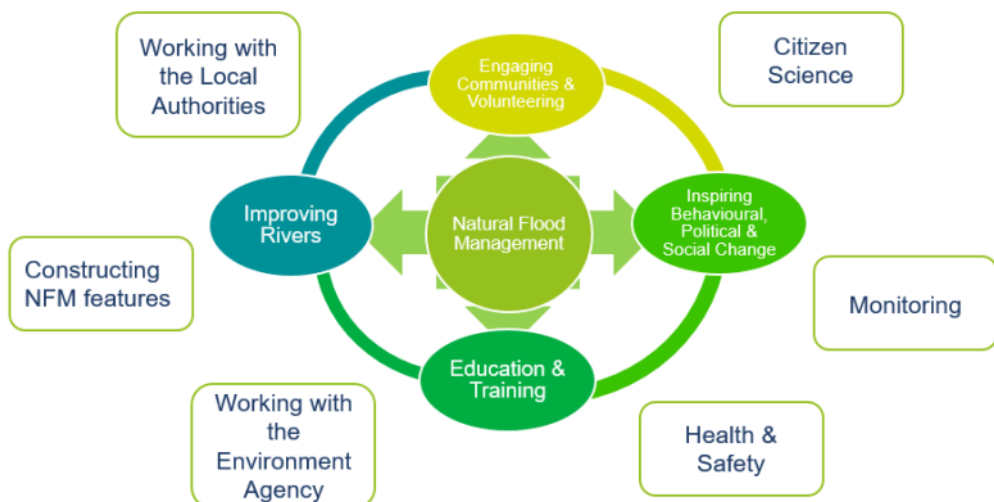 Working with
the Local
Authorities
Engaging
Communities &
Volunteering
Citizen
Science
Improving
Rivers
Natural Flood
Management
Inspiring
Behavioural,
Political &
Social Change
Constructing
NFM features
Monitoring
Education &
Training
Working with
the
Environment
Agency
Health &
Safety